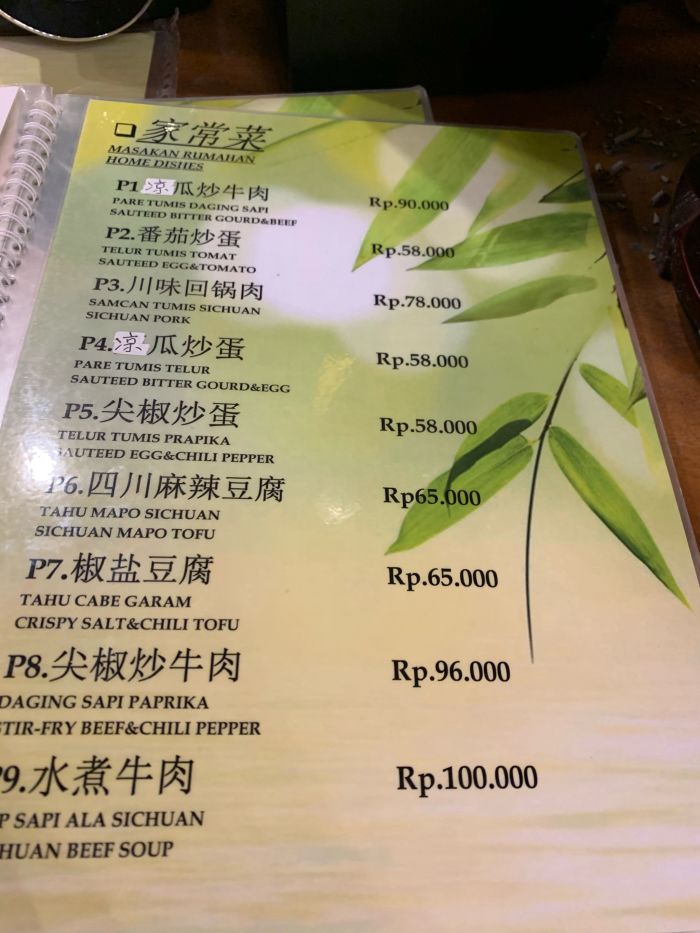 家常菜
MASAKAN RUMAHAN
HOME DISHES
P1 凉瓜炒牛肉 Rp.90.000
PARE TUMIS DAGING SAPI
SAUTEED BITTER GOURD&BEEF
P2.番茄炒蛋 Rp.58.000
TELUR TUMIS TOMAT
SAUTEED EGG&TOMATO
P3.川味回锅肉 Rp.78.000
SAMCAN TUMIS SICHUAN
SICHUAN PORK
P4.凉瓜炒蛋 Rp.58.000
PARE TUMIS TELUR
SAUTEED BITTER GOURD&EGG
P5.尖椒炒蛋 Rp.58.000
TELUR TUMIS PRAPIKA
SAUTEED EGG&CHILI PEPPER
P6.四川麻辣豆腐 Rp65.000
TAHU MAPO SICHUAN
SICHUAN MAPO TOFU
P7.椒盐豆腐 Rp.65.000
TAHU CABE GARAM
CRISPY SALT&CHILI TOFU
P8.尖椒炒牛肉 Rp.96.000
DAGING SAPI PAPRIKA
STIR-FRY BEEF&CHILI PEPPER
P9.水煮牛肉 Rp.100.000
P SAPI ALA SICHUAN
HUAN BEEF SOUP